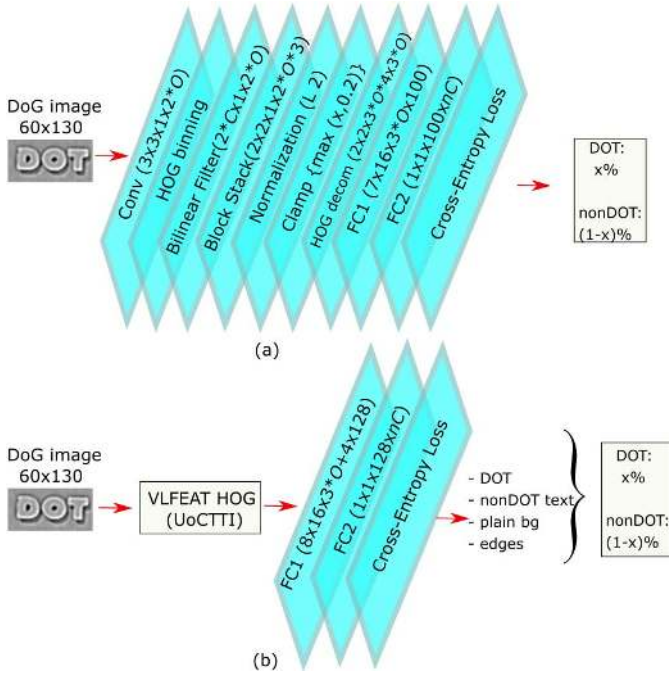 DoG image
60x130
DOT
Conv (3x3x1x2*O)
HOG binning
Bilinear Filter(2*Cx1x2*O)
Block Stack(2x2x1x2*O*3)
Normalization (L 2)
Clamp {max (x,0.2)}
HOG decom (2x2x3*O*4x3*O)
FC1 (7x16x3*Ox100)
FC2 (1x1x100xnC)
Cross-Entropy Loss
DOT:
x%
nonDOT:
(1-x)%
(a)
DoG image
60x130
DOT
VLFEAT HOG
(UoCTTI)
FC1 (8x16x3*O+4x128)
FC2 (1x1x128xnC)
Cross-Entropy Loss
- DOT
- nonDOT text
- plain bg
- edges
DOT:
x%
nonDOT:
(1-x)%
(b)